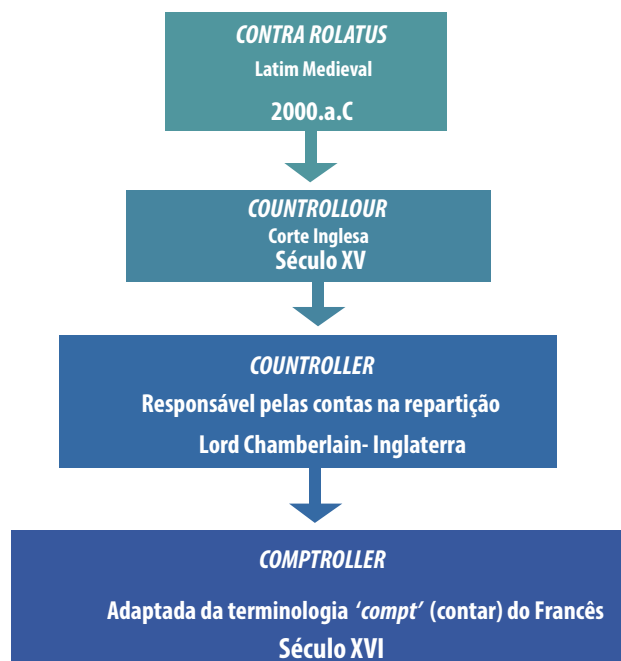 CONTRA ROLATUS
Latim Medieval
2000.a.C
COUNTROLLOUR
Corte Inglesa
Século XV
COUNTROLLER
Responsável pelas contas na repartição
Lord Chamberlain- Inglaterra
COMPTROLLER
Adaptada da terminologia ‘compt’ (contar) do Francês
Século XVI